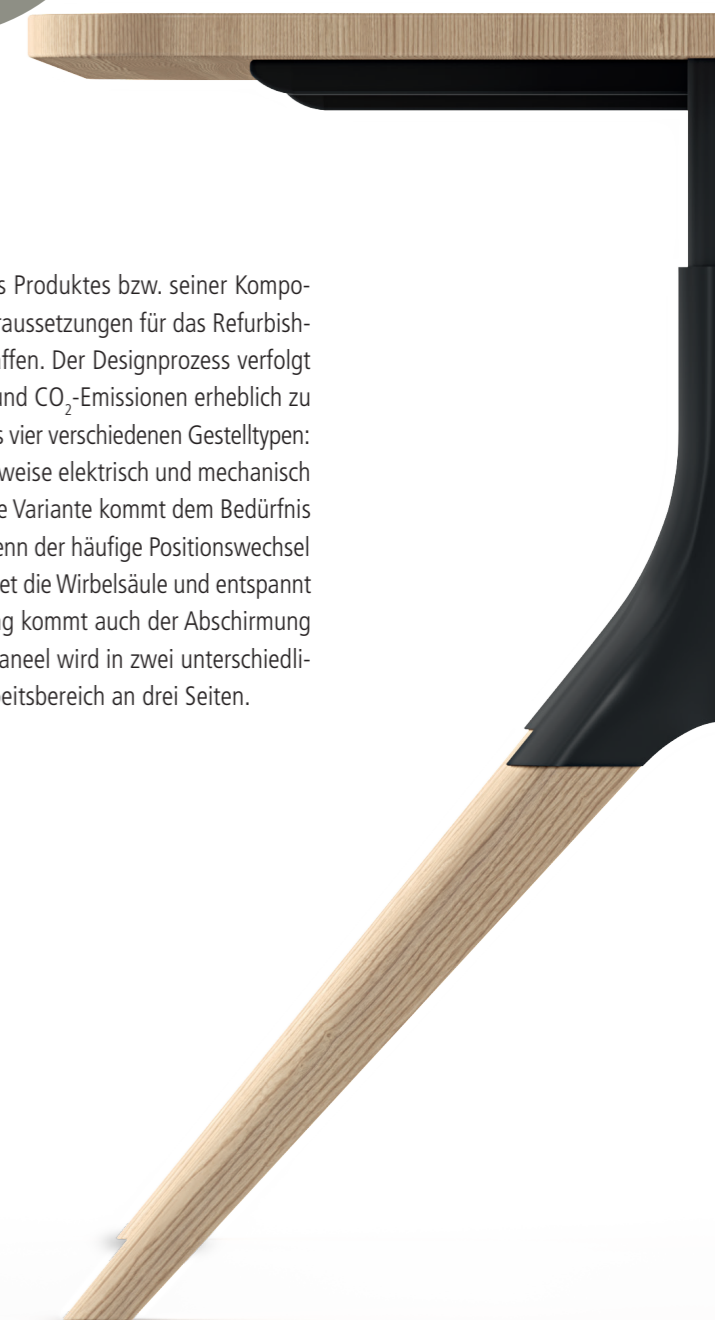 s Produktes bzw. seiner Kompo-
raussetzungen für das Refurbish-
affen. Der Designprozess verfolgt
und CO₂-Emissionen erheblich zu
s vier verschiedenen Gestelltypen:
weise elektrisch und mechanisch
e Variante kommt dem Bedürfnis
enn der häufige Positionswechsel
et die Wirbelsäule und entspannt
ng kommt auch der Abschirmung
aneel wird in zwei unterschiedli-
eitsbereich an drei Seiten.